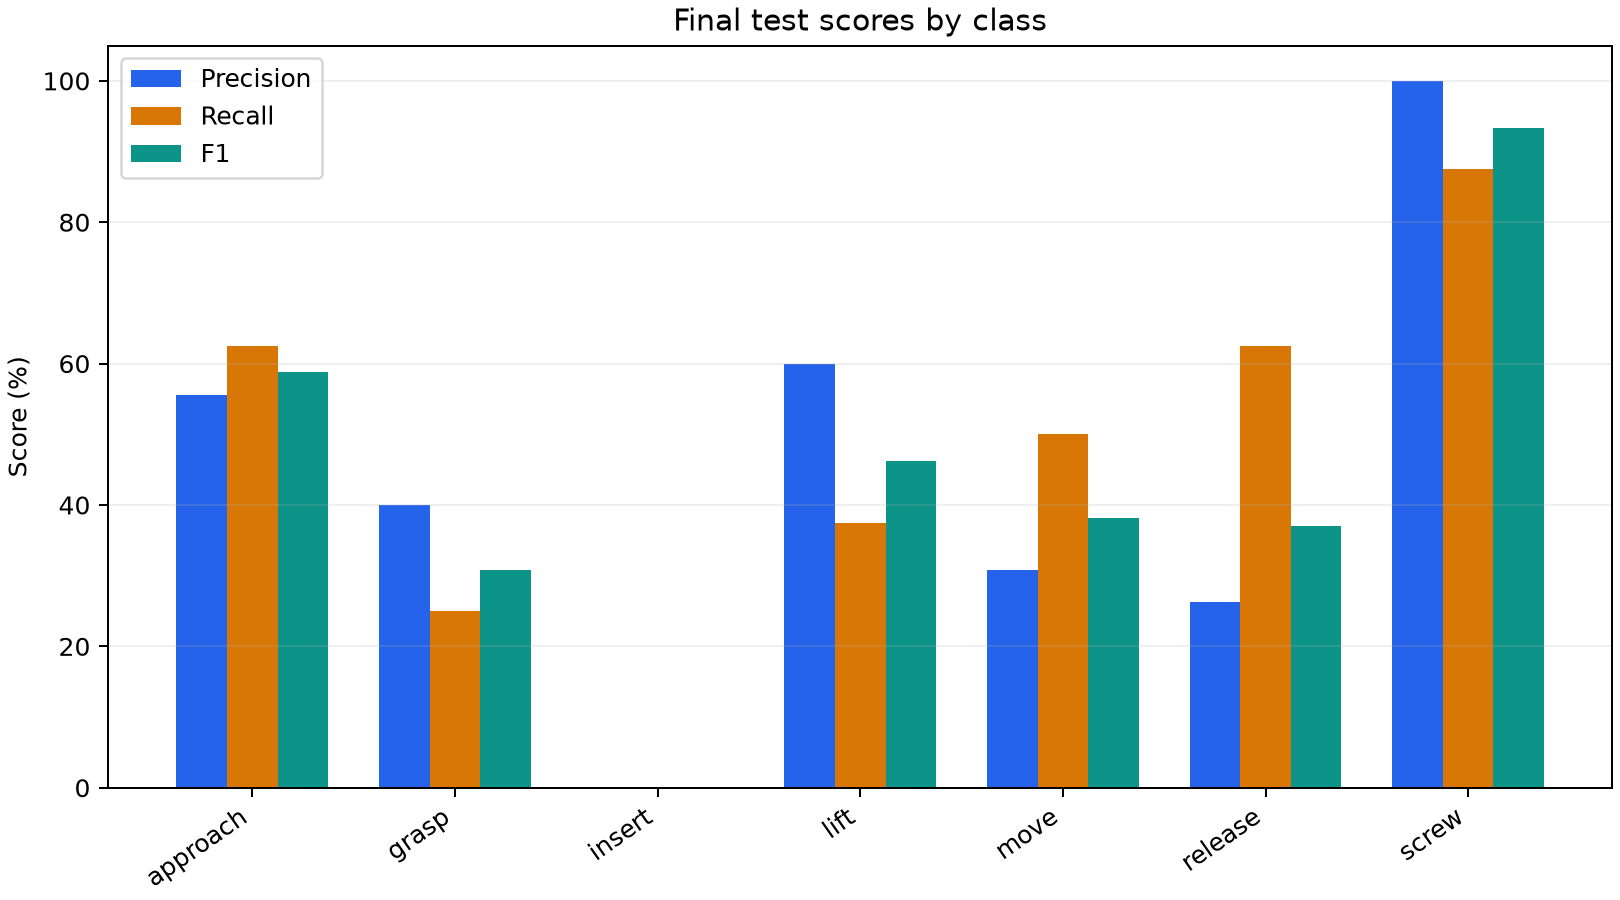 Final test scores by class
Precision
Recall
F1
Score (%)
100
80
60
40
20
0
approach
grasp
insert
lift
move
release
screw